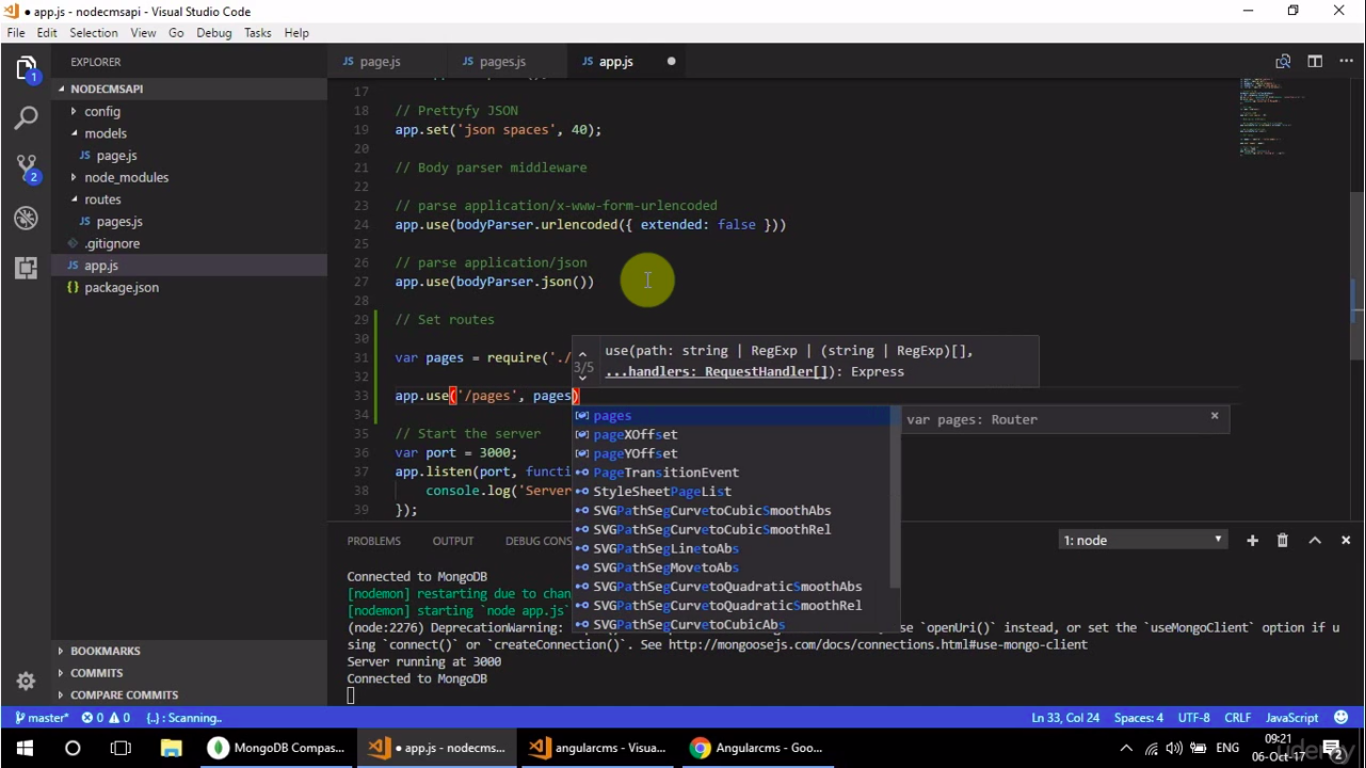 app.js - nodecmsapi - Visual Studio Code
File Edit Selection View Go Debug Tasks Help
EXPLORER
JS page.js
JS pages.js
JS app.js
1
NODECMSAPI
config
models
JS page.js
node_modules
2
routes
JS pages.js
.gitignore
JS app.js
{} package.json
17
18 // Prettyfy JSON
19 app.set('json spaces', 40);
20
21 // Body parser middleware
22
23 // parse application/x-www-form-urlencoded
24 app.use(bodyParser.urlencoded({ extended: false }))
25
26 // parse application/json
27 app.use(bodyParser.json())
28
29 // Set routes
30
31 var pages = require('./
32
33 app.use('/pages', pages)
34
35 // Start the server
36 var port = 3000;
37 app.listen(port, functi
38 console.log('Server
39 });
3/5
use(path: string | RegExp | (string | RegExp)[],
...handlers: RequestHandler[]): Express
pages
pageXOffset
pageYOffset
PageTransitionEvent
StyleSheetPageList
SVGPathSegCurvetoCubicSmoothAbs
SVGPathSegCurvetoCubicSmoothRel
SVGPathSegLinetoAbs
SVGPathSegMovetoAbs
SVGPathSegCurvetoQuadraticSmoothAbs
SVGPathSegCurvetoQuadraticSmoothRel
SVGPathSegCurvetoCubicAbs
var pages: Router
PROBLEMS OUTPUT DEBUG CONS
1: node
Connected to MongoDB
[nodemon] restarting due to chan
[nodemon] starting `node app.js`
(node:2276) DeprecationWarning: se `openUri()` instead, or set the `useMongoClient` option if u
sing `connect()` or `createConnection()`. See http://mongoosejs.com/docs/connections.html#use-mongo-client
Server running at 3000
Connected to MongoDB
BOOKMARKS
COMMITS
COMPARE COMMITS
master* 0 0 {..} : Scanning..
Ln 33, Col 24 Spaces: 4 UTF-8 CRLF JavaScript
MongoDB Compas...
app.js - nodecms...
angularcms - Visua...
Angularcms - Goo...
ENG
09:21
06-Oct-17
2
udemy